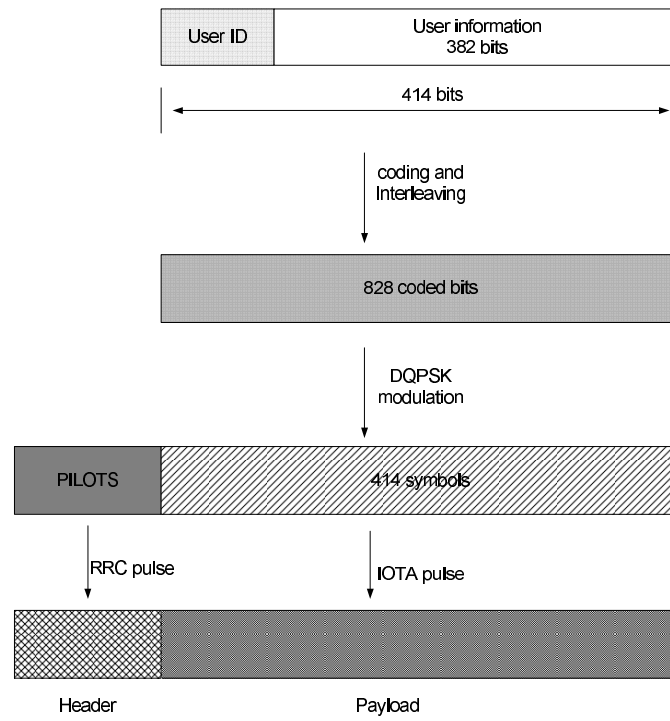 User ID
User information
382 bits
414 bits
coding and
Interleaving
828 coded bits
DQPSK
modulation
PILOTS
414 symbols
RRC pulse
IOTA pulse
Header
Payload